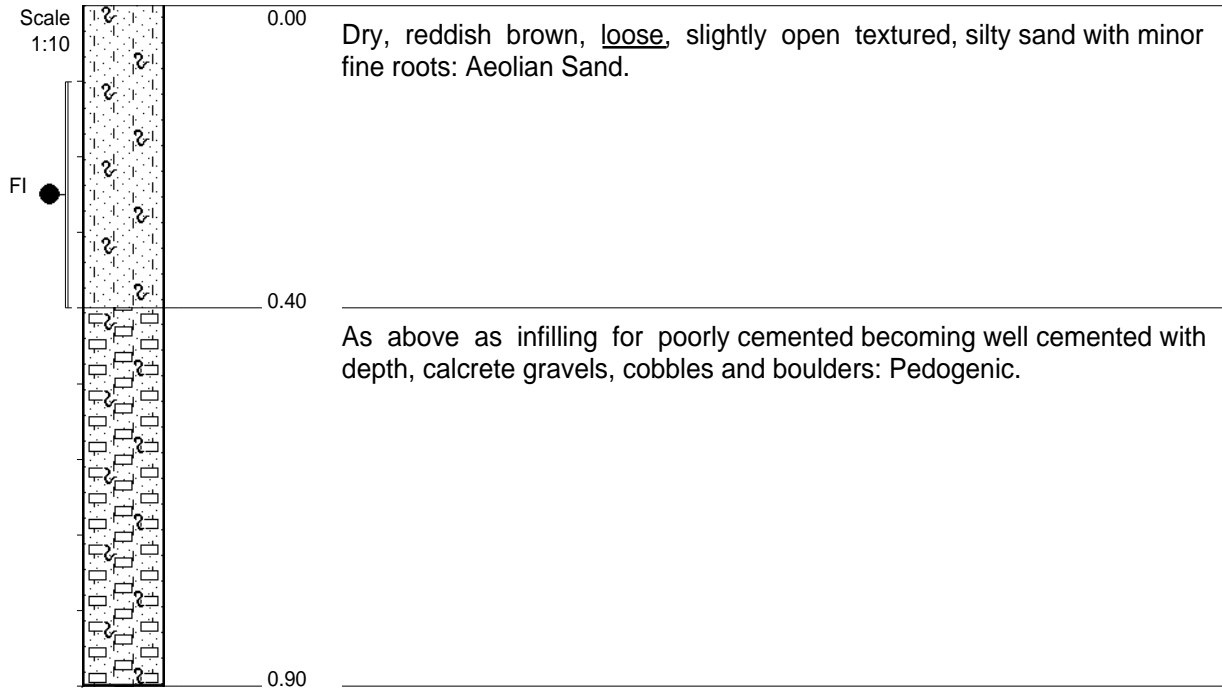 Scale
1:10
0.00
Dry, reddish brown, loose, slightly open textured, silty sand with minor
fine roots: Aeolian Sand.
FI
0.40
As above as infilling for poorly cemented becoming well cemented with
depth, calcrete gravels, cobbles and boulders: Pedogenic.
0.90